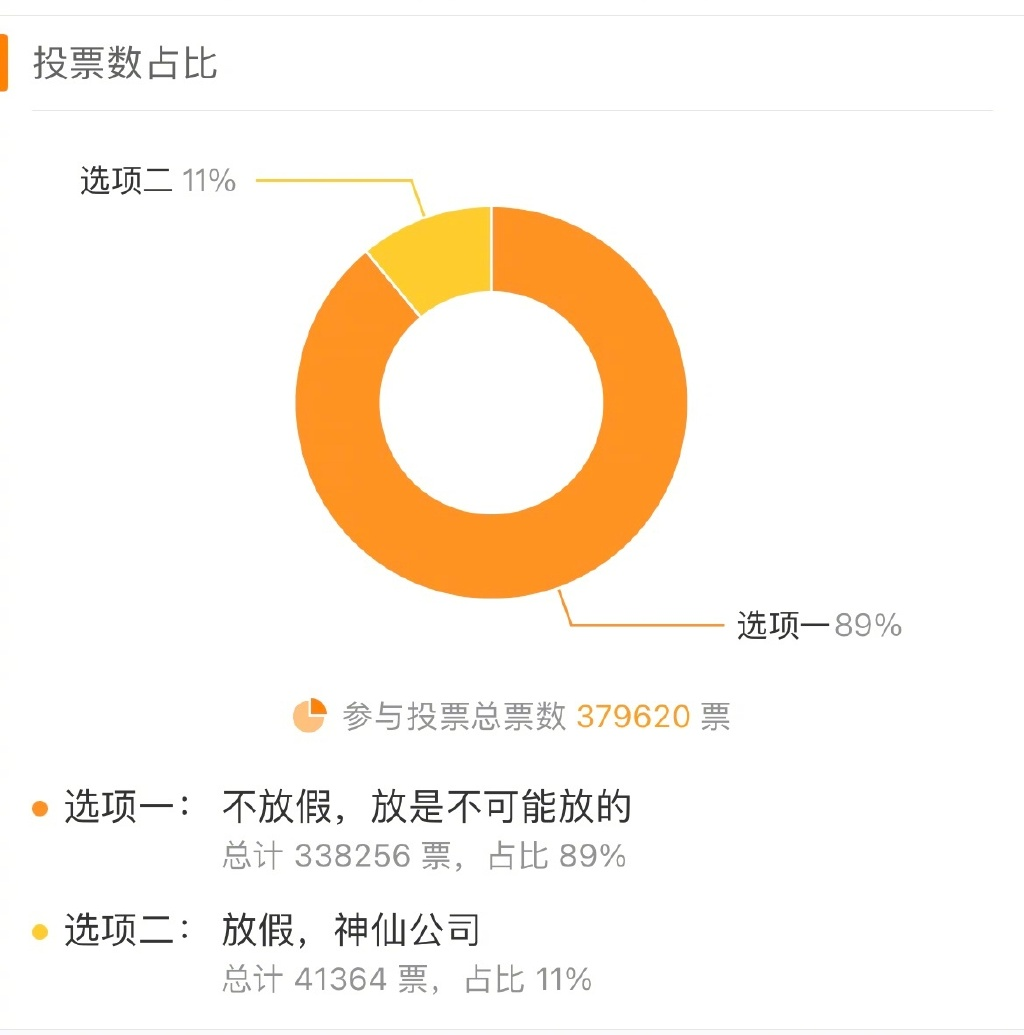 投票数占比
选项二 11%
选项一 89%
参与投票总票数 379620 票
选项一： 不放假，放是不可能放的
总计 338256 票，占比 89%
选项二： 放假，神仙公司
总计 41364 票，占比 11%